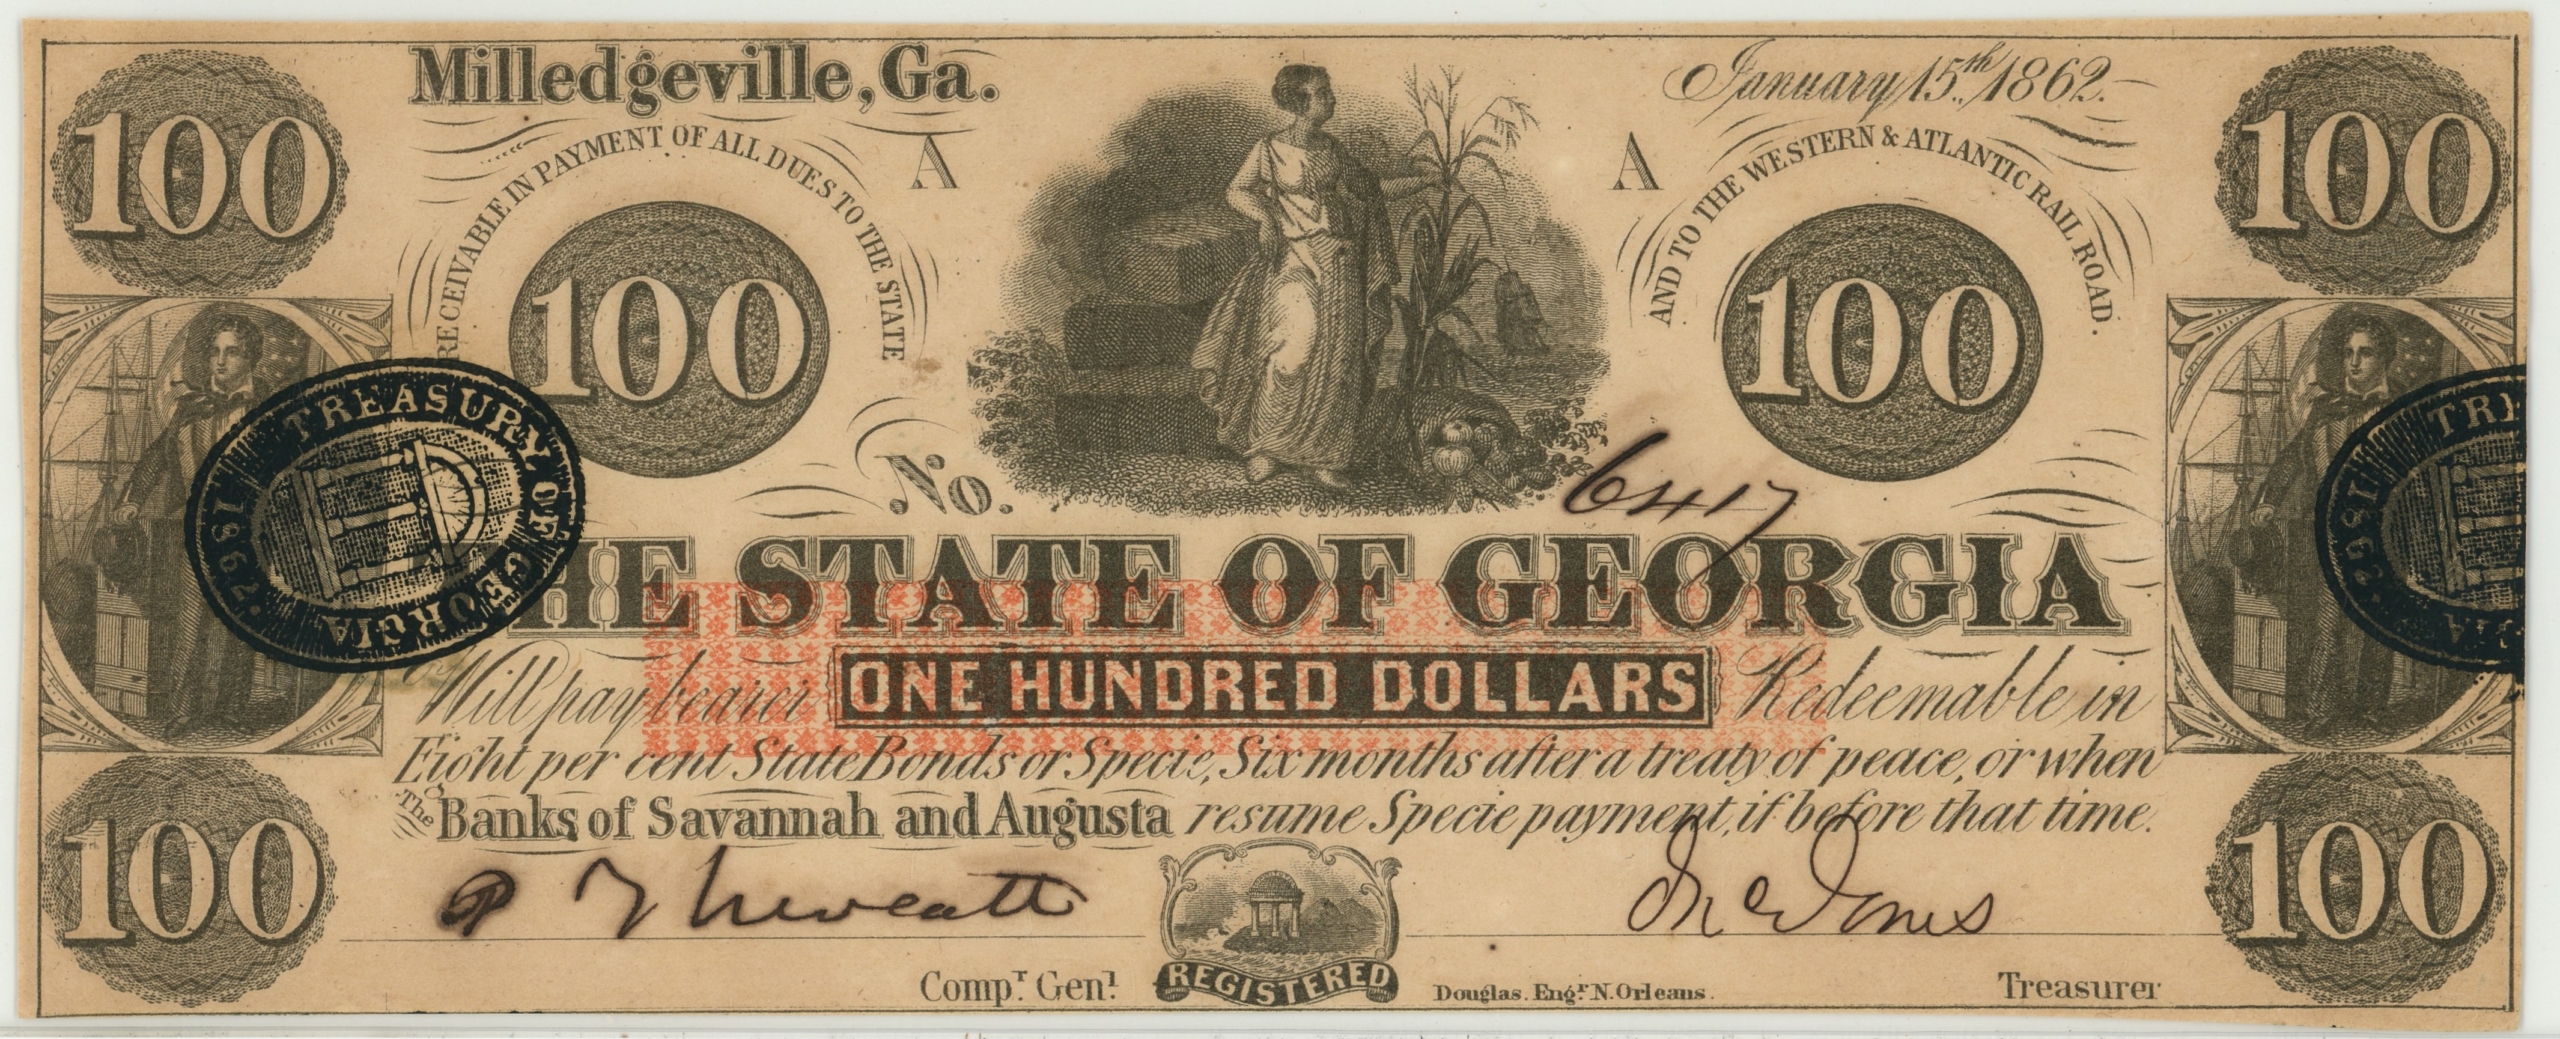 Milledgeville, Ga.
January 15th. 1862.
100
100
RECEIVABLE IN PAYMENT OF ALL DUES TO THE STATE
A
A
AND TO THE WESTERN & ATLANTIC RAIL ROAD.
100
100
TREASURY OF GEORGIA 1862.
No. 6417
THE STATE OF GEORGIA
Will pay bearer ONE HUNDRED DOLLARS Redeemable in
Eight per cent State Bonds or Specie, Six months after a treaty of peace, or when
The Banks of Savannah and Augusta resume Specie payment, if before that time.
100
100
P Thweatt
Jno Jones
Compr. Genl.
REGISTERED
Douglas. Engr. N. Orleans.
Treasurer